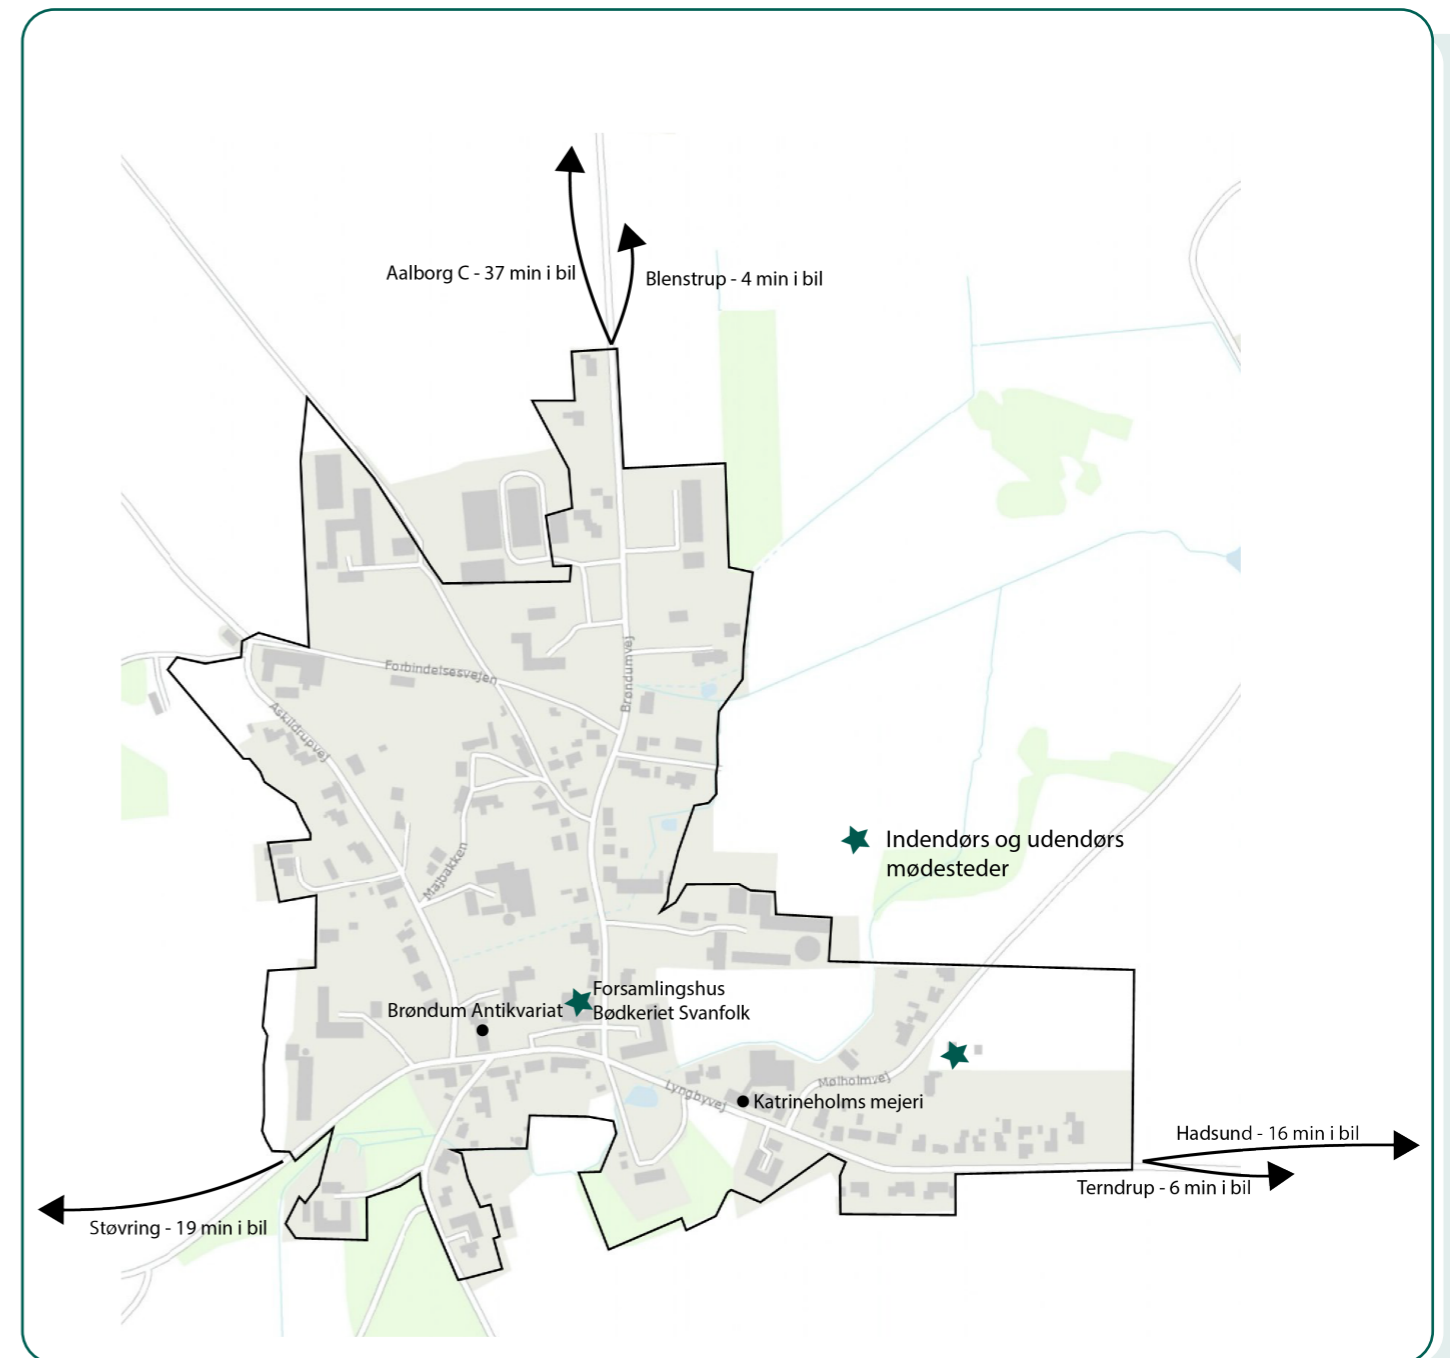 Aalborg C - 37 min i bil
Blenstrup - 4 min i bil
Forbindelsesvejen
Brøndumvej
Askildrupvej
Indendørs og udendørs
mødesteder
Majbakken
Forsamlingshus
Brøndum Antikvariat
Bødkeriet Svanfolk
Mølholmvej
Lyngbyvej
Katrineholms mejeri
Hadsund - 16 min i bil
Terndrup - 6 min i bil
Støvring - 19 min i bil